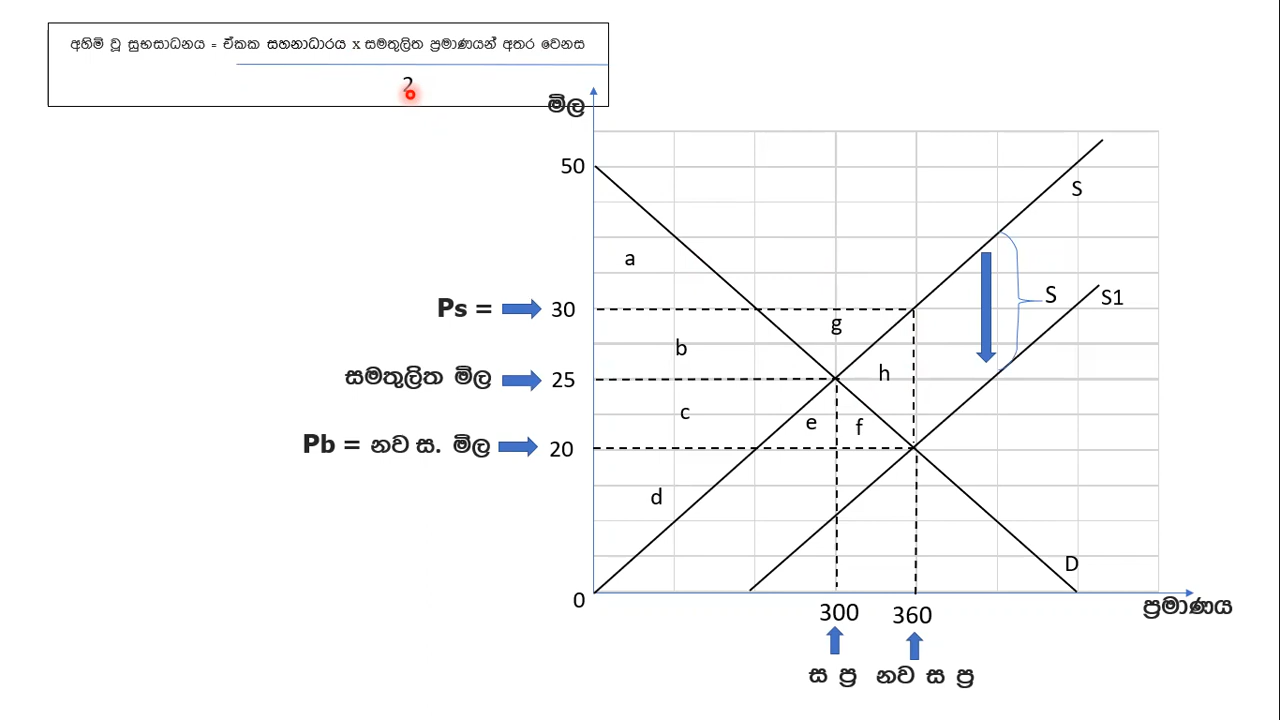 අහිමි වූ සුභසාධනය = ඒකක සහනාධාරය x සමතුලිත ප්‍රමාණයන් අතර වෙනස
2
මිල
50
S
a
S
S1
Ps =
30
g
b
h
සමතුලිත මිල
25
c
e
f
Pb = නව ස. මිල
20
d
D
0
ප්‍රමාණය
300
360
ස ප්‍ර
නව ස ප්‍ර